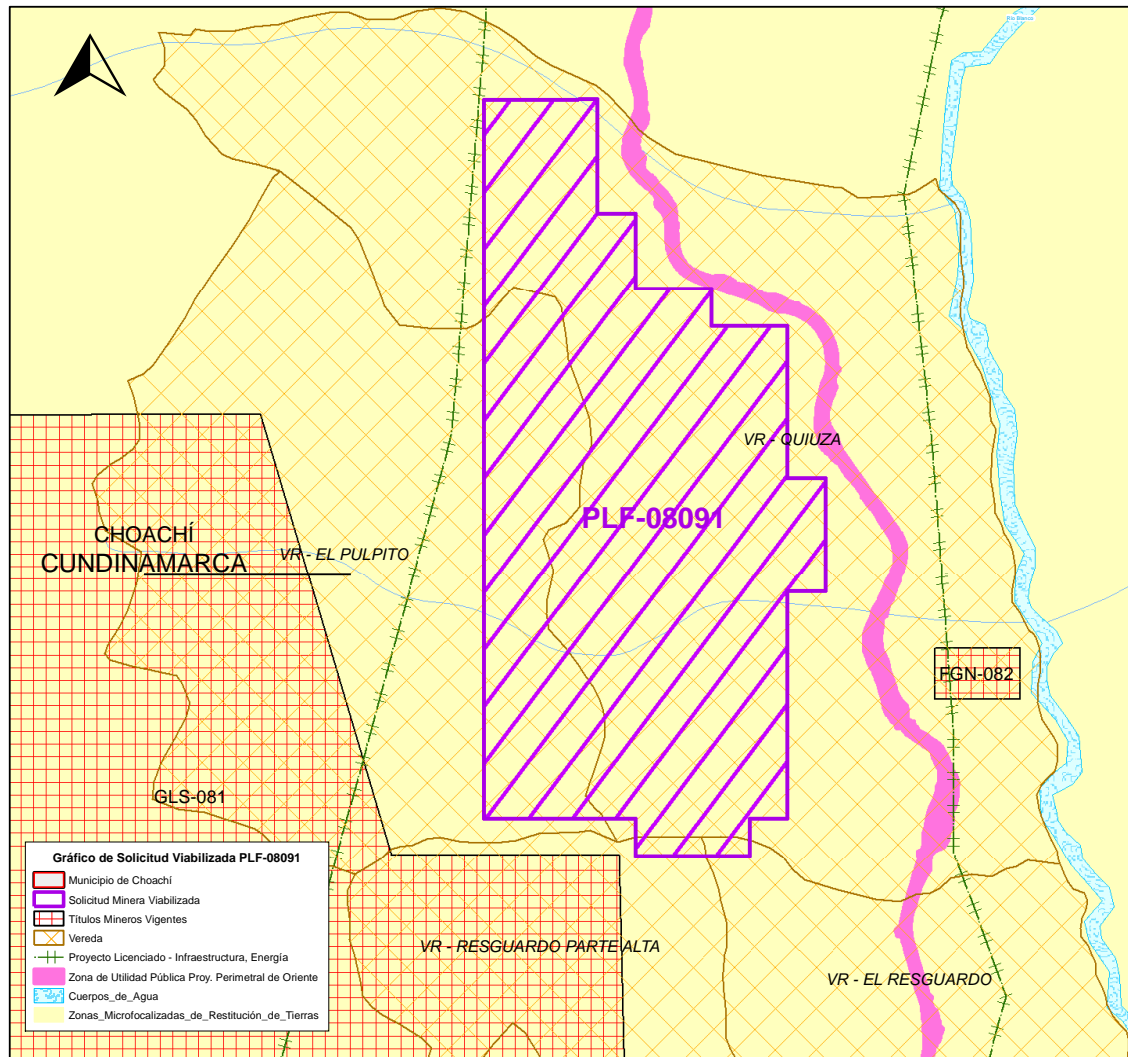 Río Blanco
VR - QUIUZA
PLF-08091
CHOACHÍ
CUNDINAMARCA
VR - EL PULPITO
FGN-082
GLS-081
VR - RESGUARDO PARTE ALTA
VR - EL RESGUARDO
Gráfico de Solicitud Viabilizada PLF-08091
Municipio de Choachí
Solicitud Minera Viabilizada
Títulos Mineros Vigentes
Vereda
Proyecto Licenciado - Infraestructura, Energía
Zona de Utilidad Pública Proy. Perimetral de Oriente
Cuerpos_de_Agua
Zonas_Microfocalizadas_de_Restitución_de_Tierras